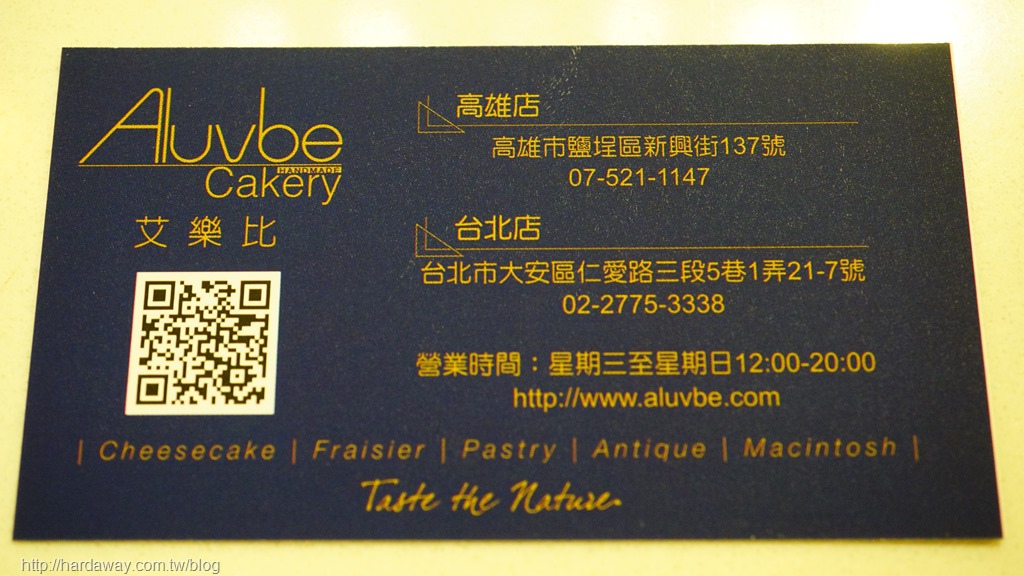 Aluvbe
HANDMADE
Cakery
艾樂比
高雄店
高雄市鹽埕區新興街137號
07-521-1147
台北店
台北市大安區仁愛路三段5巷1弄21-7號
02-2775-3338
營業時間：星期三至星期日12:00-20:00
http://www.aluvbe.com
| Cheesecake | Fraisier | Pastry | Antique | Macintosh |
Taste the Nature.
http://hardaway.com.tw/blog